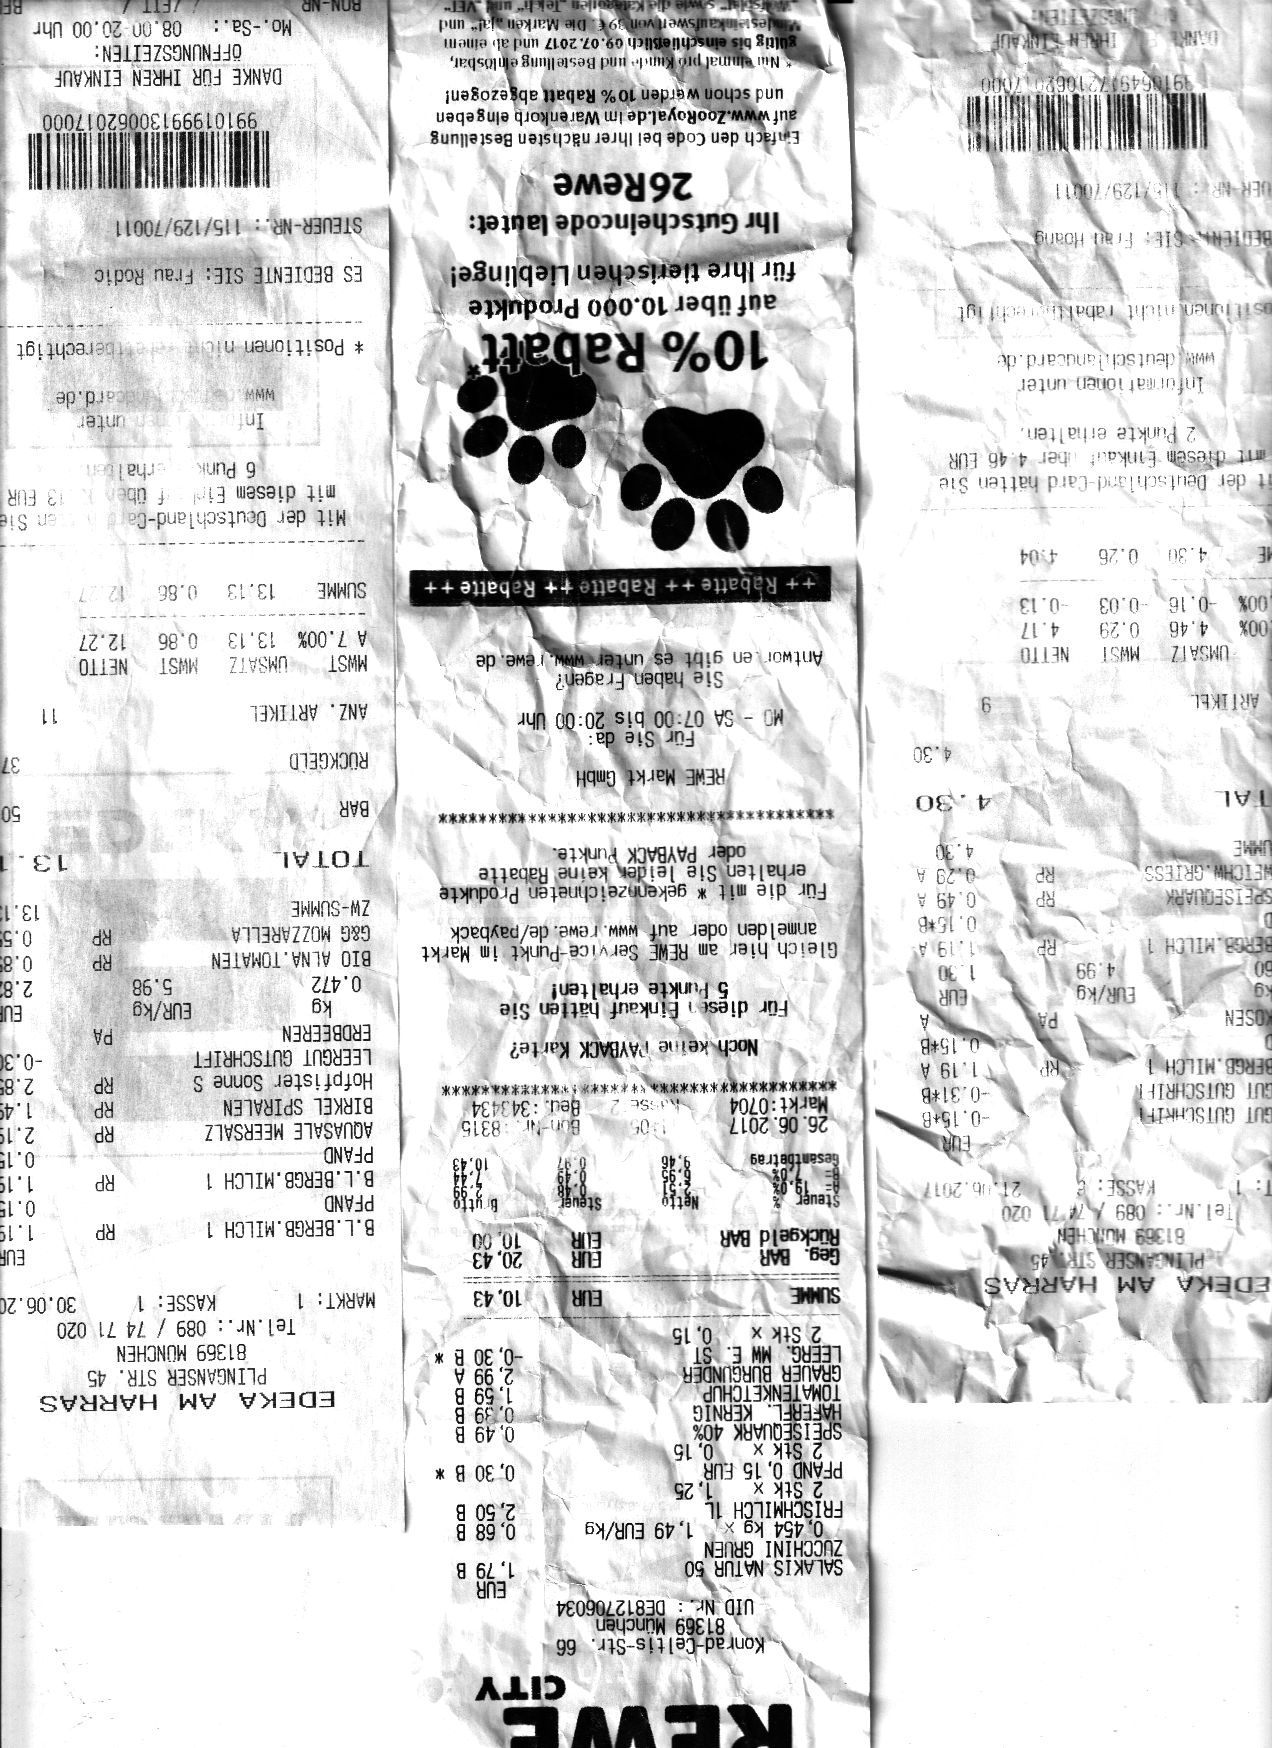 EDEKA AM HARRAS
PLINGANSER STR. 45
81369 MÜNCHEN
Tel.Nr.: 089 / 74 71 020
T: 1 KASSE: 21.06.2017
EUR
GUT GUTSCHRIFT -0.15*B
GUT GUTSCHRIFT -0.31*B
BERGB.MILCH 1 RP 1.19 A
D 0.15*B
KOSEN PA A
kg EUR/kg EUR
60 4.99 1.30
BERGB.MILCH 1 RP 1.19 A
D 0.15*B
SPEISEQUARK RP 0.49 A
WEICHW.GRIESS RP 0.29 A
UMME 4.30
TAL 4.30
4.30
ARTIKEL 9
UMSATZ MWST NETTO
.00% 4.46 0.29 4.17
.00% -0.16 -0.03 -0.13
ME 4.30 0.26 4.04
t der Deutschland-Card hätten Sie
mit diesem Einkauf über 4.46 EUR
2 Punkte erhalten.
Informationen unter
www.deutschlandcard.de
ositionen nicht rabattberechtigt
BEDIENTE SIE: Frau Hoang
UER-NR.: 115/129/70011
DANKE FÜR IHREN EINKAUF
REWE
CITY
Konrad-Celtis-Str. 66
81369 München
UID Nr.: DE812706034
EUR
SALAKIS NATUR 50 1,79 B
ZUCCHINI GRUEN
0,454 kg x 1,49 EUR/kg 0,68 B
FRISCHMILCH 1L 2,50 B
2 Stk x 1,25
PFAND 0,15 EUR 0,30 B *
2 Stk x 0,15
SPEISEQUARK 40% 0,49 B
HAFERFL. KERNIG 0,39 B
TOMATENKETCHUP 1,59 B
GRAUER BURGUNDER 2,99 A
LEERG. MW E. ST -0,30 B *
2 Stk x 0,15
SUMME EUR 10,43
Geg. BAR EUR 20,43
Rückgeld BAR EUR 10,00
Steuer % Netto Steuer Brutto
A= 19,0% 2,51 0,48 2,99
B= 7,0% 6,95 0,49 7,44
Gesamtbetrag 9,46 0,97 10,43
26.06.2017 Bon-Nr.:8315
Markt:0704 Kasse:2 Bed.:343434
****************************************
Noch keine PAYBACK Karte?
Für diesen Einkauf hätten Sie
5 Punkte erhalten!
Gleich hier am REWE Service-Punkt im Markt
anmelden oder auf www.rewe.de/payback
Für die mit * gekennzeichneten Produkte
erhalten Sie leider keine Rabatte
oder PAYBACK Punkte.
****************************************
REWE Markt GmbH
Für Sie da:
MO - SA 07:00 bis 20:00 Uhr
Sie haben Fragen?
Antworten gibt es unter www.rewe.de
++ Rabatte ++ Rabatte ++ Rabatte ++
10% Rabatt*
auf über 10.000 Produkte
für Ihre tierischen Lieblinge!
Ihr Gutscheincode lautet:
26Rewe
Einfach den Code bei Ihrer nächsten Bestellung
auf www.ZooRoyal.de im Warenkorb eingeben
und schon werden 10% Rabatt abgezogen!
* Nur einmal pro Kunde und Bestellung einlösbar,
gültig bis einschließlich 09.07.2017 und ab einem
Mindesteinkaufswert von 39 €. Die Marken „ja!“ und
sowie die Kategorien „Tech“ und „VET“
EDEKA AM HARRAS
PLINGANSER STR. 45
81369 MÜNCHEN
Tel.Nr.: 089 / 74 71 020
MARKT: 1 KASSE: 1 30.06.20
EUR
B.L.BERGB.MILCH 1 RP 1.19
PFAND 0.15
B.L.BERGB.MILCH 1 RP 1.19
PFAND 0.15
AQUASALE MEERSALZ RP 2.19
BIRKEL SPIRALEN RP 1.49
Hofpfister Sonne S RP 2.85
LEERGUT GUTSCHRIFT -0.30
ERDBEEREN PA
kg EUR/kg EUR
0.472 5.98 2.82
BIO ALNA.TOMATEN RP 0.8
G&G MOZZARELLA RP 0.5
ZW-SUMME 13.1
TOTAL 13.1
BAR 50
RÜCKGELD 37
ANZ. ARTIKEL 11
MWST UMSATZ MWST NETTO
A 7.00% 13.13 0.86 12.27
SUMME 13.13 0.86 12.27
Mit der Deutschland-Card hätten Sie
mit diesem Einkauf über 13.13 EUR
6 Punkte erhalten.
Informationen unter
www.deutschlandcard.de
* Positionen nicht rabattberechtigt
ES BEDIENTE SIE: Frau Rodic
STEUER-NR.: 115/129/70011
9910199913006201 7000
DANKE FÜR IHREN EINKAUF
ÖFFNUNGSZEITEN:
Mo.-Sa.: 08.00-20.00 Uhr